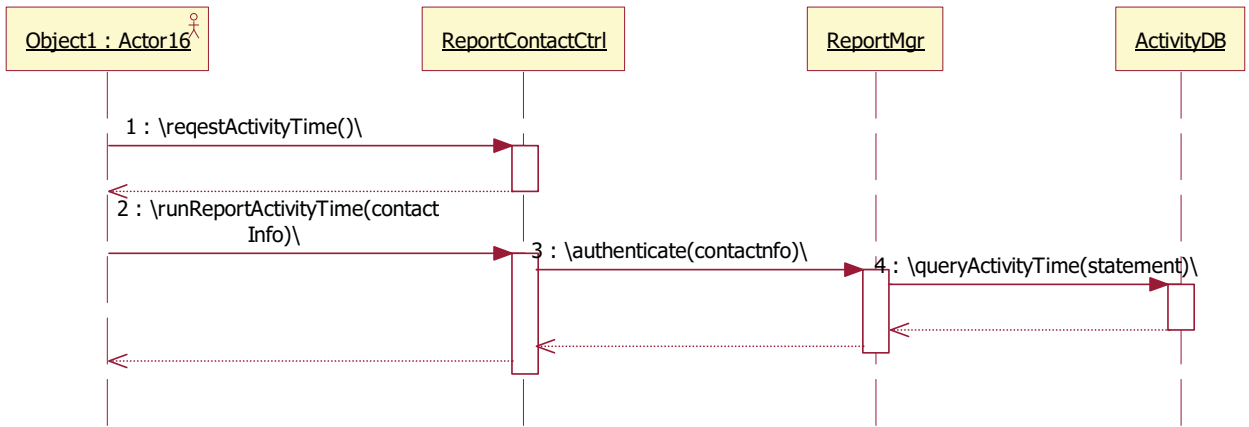 Object1 : Actor16
ReportContactCtrl
ReportMgr
ActivityDB
1 : \reqestActivityTime()\
2 : \runReportActivityTime(contact
Info)\
3 : \authenticate(contactnfo)\
4 : \queryActivityTime(statement)\